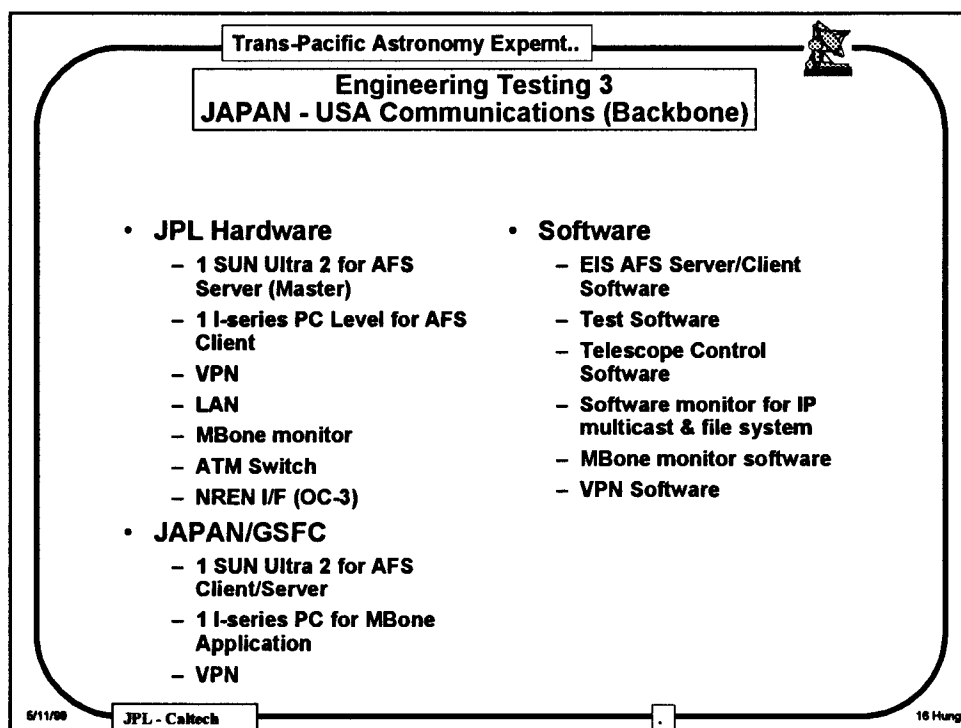 Trans-Pacific Astronomy Expemt..
Engineering Testing 3
JAPAN - USA Communications (Backbone)
• JPL Hardware
– 1 SUN Ultra 2 for AFS
Server (Master)
– 1 I-series PC Level for AFS
Client
– VPN
– LAN
– MBone monitor
– ATM Switch
– NREN I/F (OC-3)
• JAPAN/GSFC
– 1 SUN Ultra 2 for AFS
Client/Server
– 1 I-series PC for MBone
Application
– VPN
• Software
– EIS AFS Server/Client
Software
– Test Software
– Telescope Control
Software
– Software monitor for IP
multicast & file system
– MBone monitor software
– VPN Software
JPL - Caltech
.
16 Hung